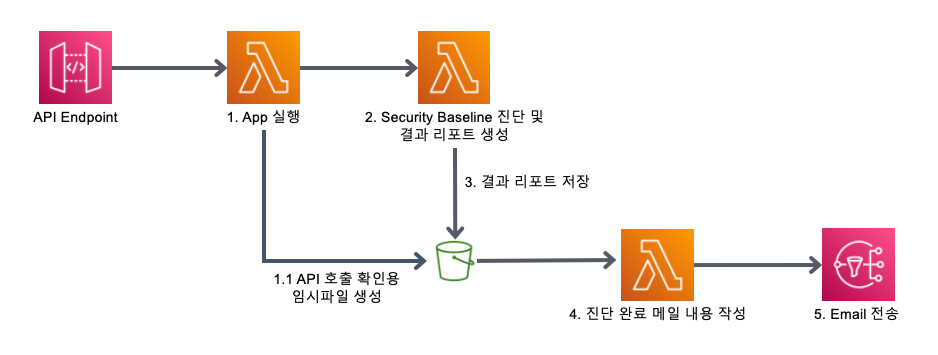 API Endpoint
1. App 실행
2. Security Baseline 진단 및
결과 리포트 생성
3. 결과 리포트 저장
1.1 API 호출 확인용
임시파일 생성
4. 진단 완료 메일 내용 작성
5. Email 전송